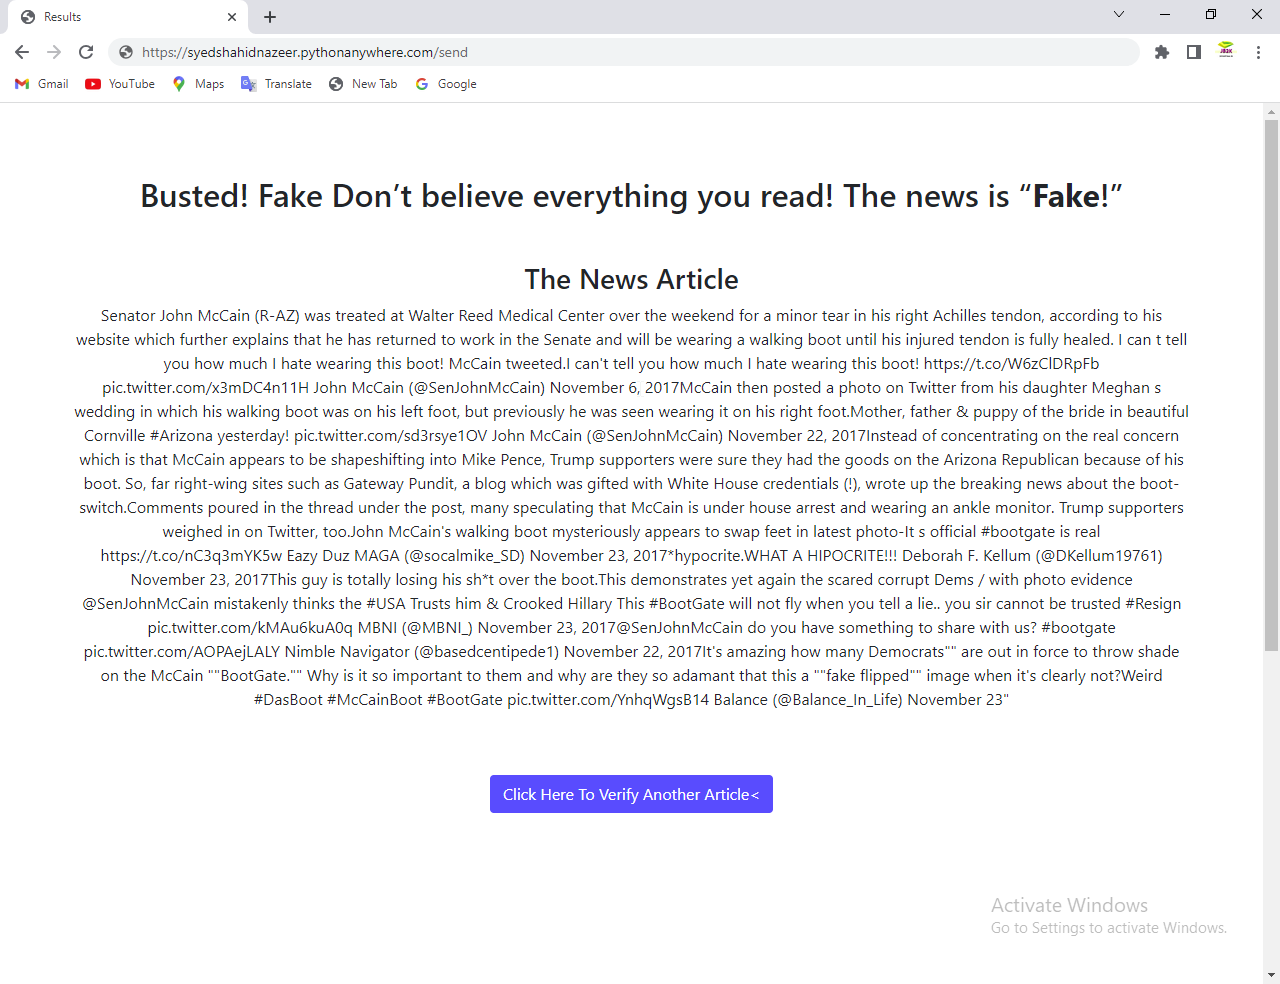 Results
https://syedshahidnazeer.pythonanywhere.com/send
JB2K
Gmail YouTube Maps Translate New Tab Google
Busted! Fake Don’t believe everything you read! The news is “Fake!”
The News Article
Senator John McCain (R-AZ) was treated at Walter Reed Medical Center over the weekend for a minor tear in his right Achilles tendon, according to his
website which further explains that he has returned to work in the Senate and will be wearing a walking boot until his injured tendon is fully healed. I can t tell
you how much I hate wearing this boot! McCain tweeted.I can't tell you how much I hate wearing this boot! https://t.co/W6zClDRpFb
pic.twitter.com/x3mDC4n11H John McCain (@SenJohnMcCain) November 6, 2017McCain then posted a photo on Twitter from his daughter Meghan s
wedding in which his walking boot was on his left foot, but previously he was seen wearing it on his right foot.Mother, father & puppy of the bride in beautiful
Cornville #Arizona yesterday! pic.twitter.com/sd3rsye1OV John McCain (@SenJohnMcCain) November 22, 2017Instead of concentrating on the real concern
which is that McCain appears to be shapeshifting into Mike Pence, Trump supporters were sure they had the goods on the Arizona Republican because of his
boot. So, far right-wing sites such as Gateway Pundit, a blog which was gifted with White House credentials (!), wrote up the breaking news about the boot-
switch.Comments poured in the thread under the post, many speculating that McCain is under house arrest and wearing an ankle monitor. Trump supporters
weighed in on Twitter, too.John McCain's walking boot mysteriously appears to swap feet in latest photo-It s official #bootgate is real
https://t.co/nC3q3mYK5w Eazy Duz MAGA (@socalmike_SD) November 23, 2017*hypocrite.WHAT A HIPOCRITE!!! Deborah F. Kellum (@DKellum19761)
November 23, 2017This guy is totally losing his sh*t over the boot.This demonstrates yet again the scared corrupt Dems / with photo evidence
@SenJohnMcCain mistakenly thinks the #USA Trusts him & Crooked Hillary This #BootGate will not fly when you tell a lie.. you sir cannot be trusted #Resign
pic.twitter.com/kMAu6kuA0q MBNI (@MBNI_) November 23, 2017@SenJohnMcCain do you have something to share with us? #bootgate
pic.twitter.com/AOPAejLALY Nimble Navigator (@basedcentipede1) November 22, 2017It's amazing how many Democrats"" are out in force to throw shade
on the McCain ""BootGate."" Why is it so important to them and why are they so adamant that this a ""fake flipped"" image when it's clearly not?Weird
#DasBoot #McCainBoot #BootGate pic.twitter.com/YnhqWgsB14 Balance (@Balance_In_Life) November 23"
Click Here To Verify Another Article<
Activate Windows
Go to Settings to activate Windows.